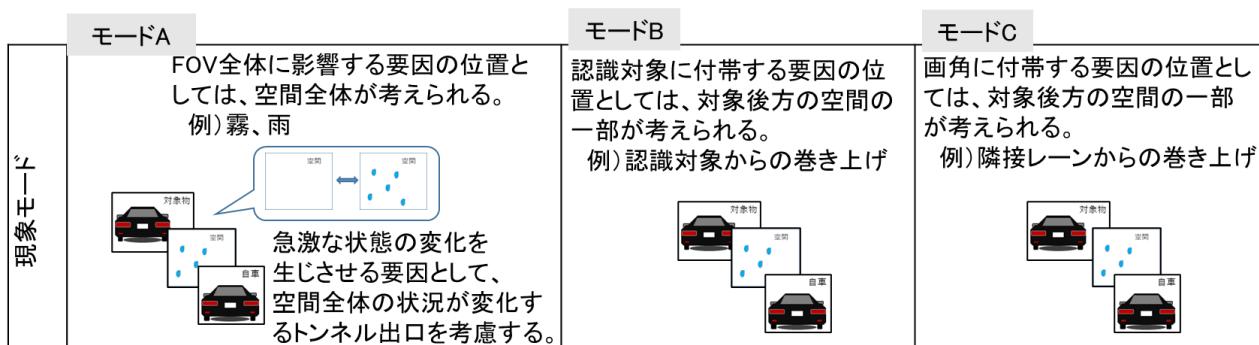 モードA
モードB
モードC
現象モード
FOV全体に影響する要因の位置と
しては、空間全体が考えられる。
例)霧、雨
空間
空間
対象物
空間
自車
急激な状態の変化を
生じさせる要因として、
空間全体の状況が変化す
るトンネル出口を考慮する。
認識対象に付帯する要因の位
置としては、対象後方の空間の
一部が考えられる。
例)認識対象からの巻き上げ
対象物
空間
自車
画角に付帯する要因の位置とし
ては、対象後方の空間の一部
が考えられる。
例)隣接レーンからの巻き上げ
対象物
空間
自車